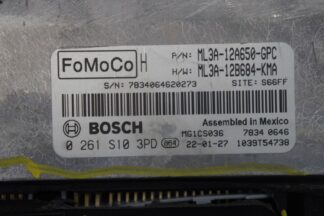 FoMoCo H P/N: ML3A-12A650-GPC
H/W: ML3A-12B684-KMA
S/N: 7834064620273 SITE: S66FF
BOSCH Assembled in Mexico
MG1CS036 7834 0646
0 261 S10 3PD 22-01-27 1039T54738